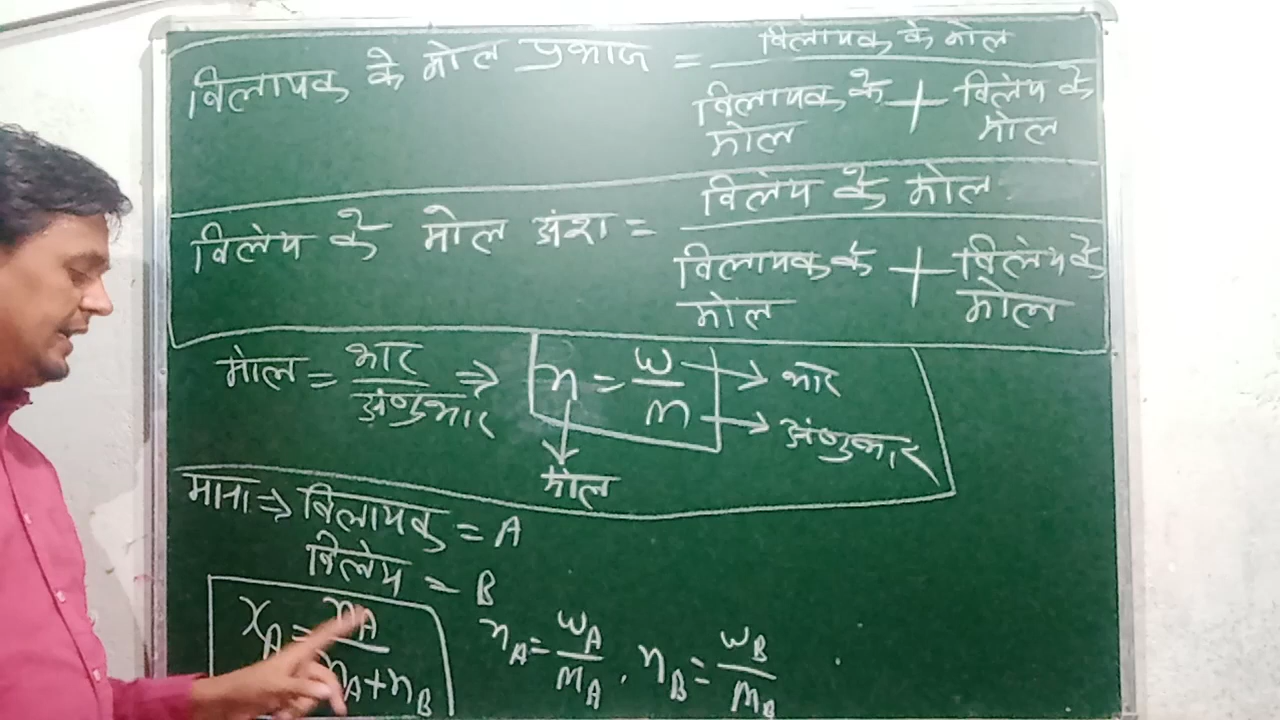 विलायक के मोल प्रभाज = विलायक के मोल
विलायक के + विलेय के
मोल मोल
विलेय के मोल अंश = विलेय के मोल
विलायक के + विलेय के
मोल मोल
मोल = भार ⇒ n = w → भार
अणुभार m → अणुभार
मोल
माना ⇒ विलायक = A
विलेय = B
x_A = n_A
n_A + n_B
n_A = w_A , n_B = w_B
m_A m_B